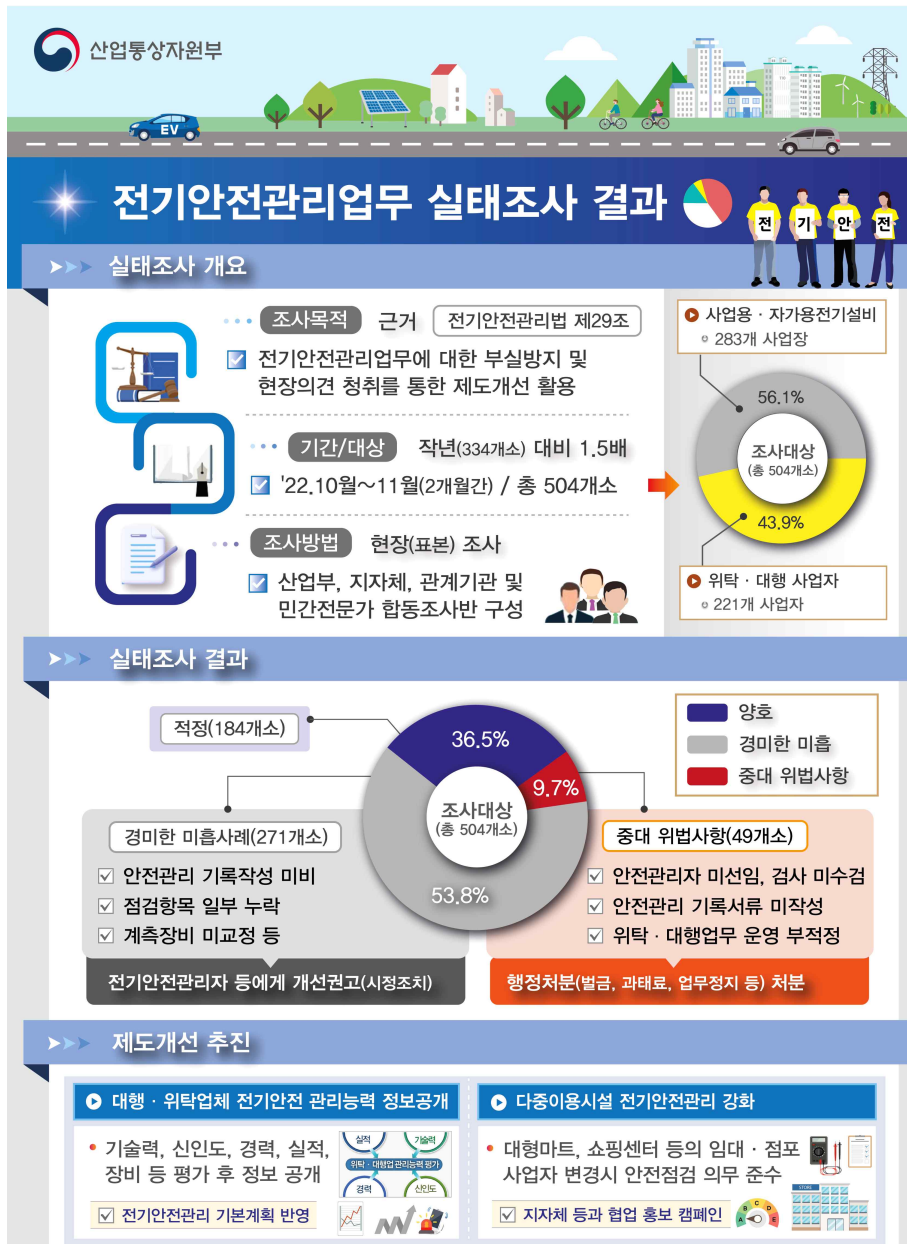 산업통상자원부
EV
전기안전관리업무 실태조사 결과
전 기 안 전
실태조사 개요
조사목적 근거 전기안전관리법 제29조
전기안전관리업무에 대한 부실방지 및
현장의견 청취를 통한 제도개선 활용
기간/대상 작년(334개소) 대비 1.5배
'22.10월~11월(2개월간) / 총 504개소
조사방법 현장(표본) 조사
산업부, 지자체, 관계기관 및
민간전문가 합동조사반 구성
사업용 · 자가용전기설비
283개 사업장
56.1%
조사대상
(총 504개소)
43.9%
위탁 · 대행 사업자
221개 사업자
실태조사 결과
적정(184개소)
36.5%
9.7%
조사대상
(총 504개소)
53.8%
양호
경미한 미흡
중대 위법사항
경미한 미흡사례(271개소)
안전관리 기록작성 미비
점검항목 일부 누락
계측장비 미교정 등
전기안전관리자 등에게 개선권고(시정조치)
중대 위법사항(49개소)
안전관리자 미선임, 검사 미수검
안전관리 기록서류 미작성
위탁 · 대행업무 운영 부적정
행정처분(벌금, 과태료, 업무정지 등) 처분
제도개선 추진
대행 · 위탁업체 전기안전 관리능력 정보공개
기술력, 신인도, 경력, 실적,
장비 등 평가 후 정보 공개
실적 기술력
위탁 · 대행업 관리능력 평가
경력 신인도
전기안전관리 기본계획 반영
다중이용시설 전기안전관리 강화
대형마트, 쇼핑센터 등의 임대 · 점포
사업자 변경시 안전점검 의무 준수
지자체 등과 협업 홍보 캠페인
A B C D E
STORE